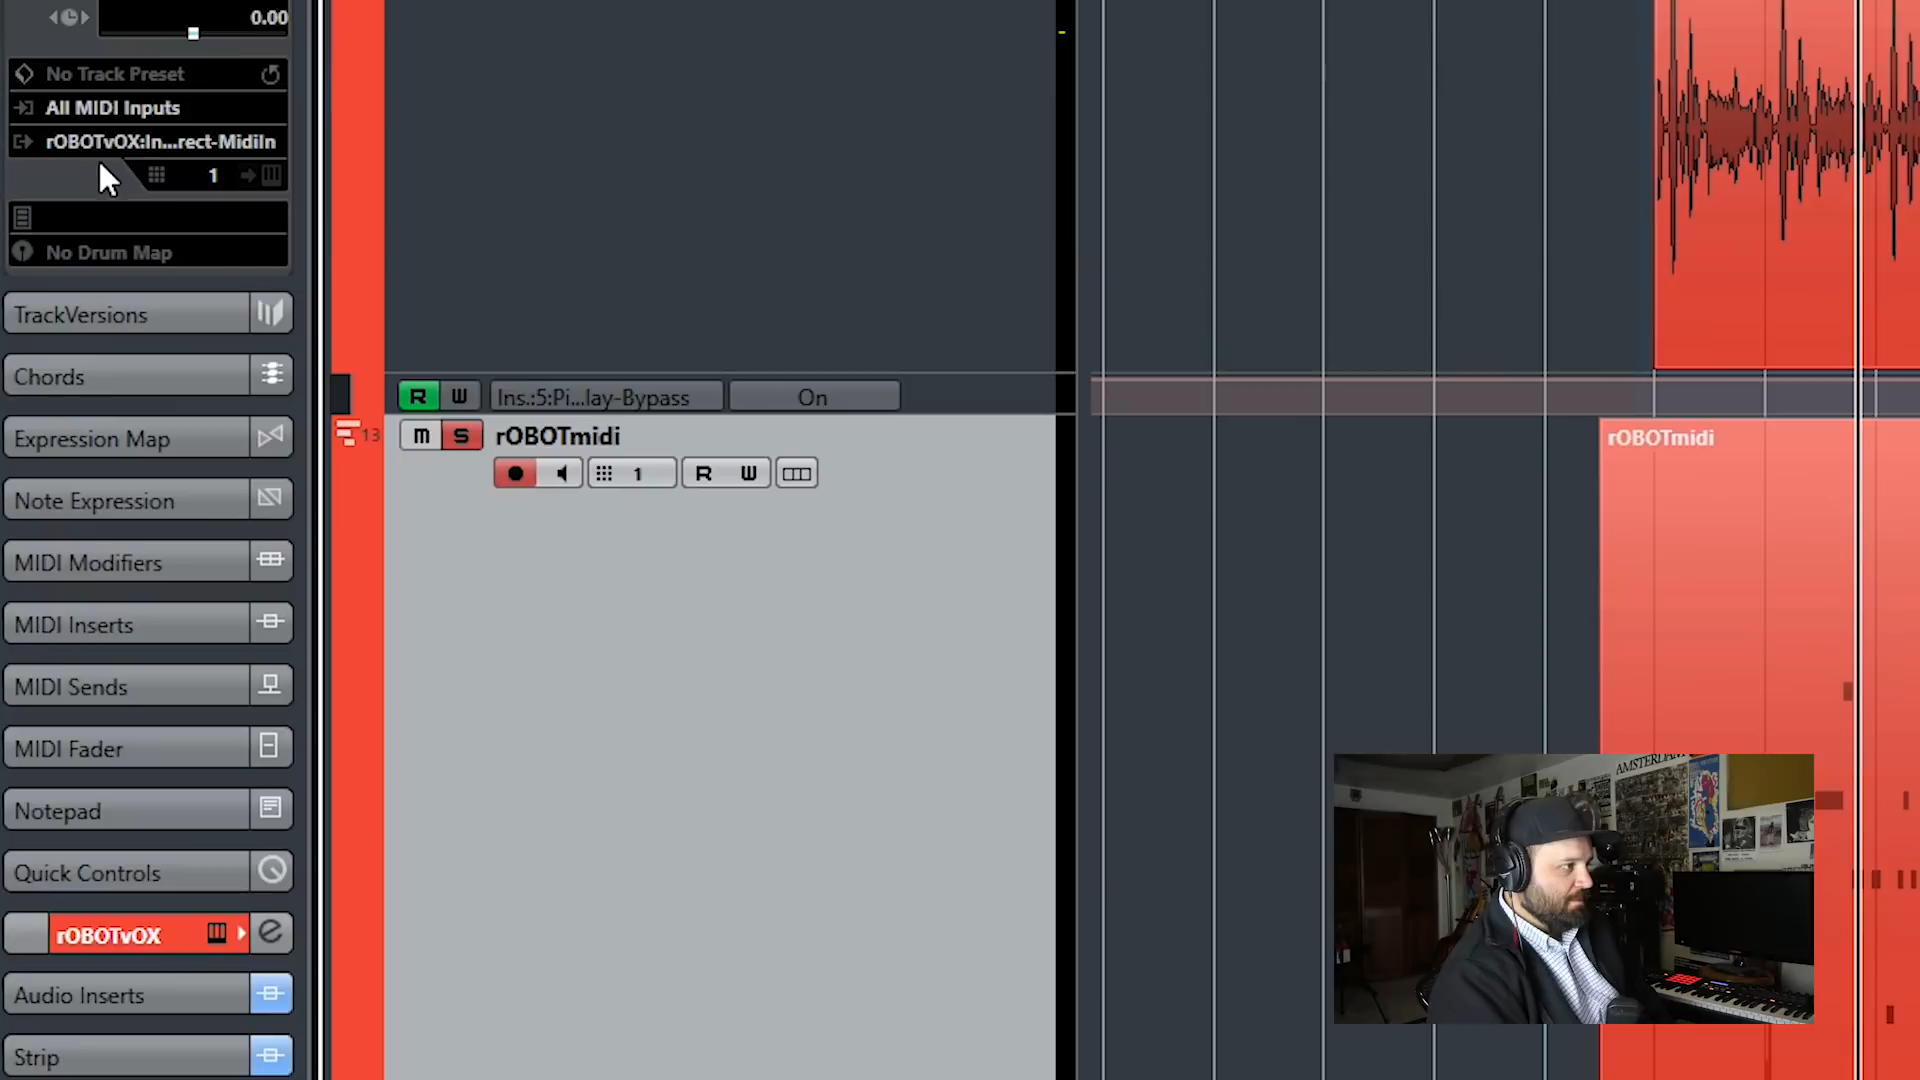 0.00
No Track Preset
All MIDI Inputs
rOBOTvOX:In...rect-MidiIn
1
No Drum Map
TrackVersions
Chords
Expression Map
Note Expression
MIDI Modifiers
MIDI Inserts
MIDI Sends
MIDI Fader
Notepad
Quick Controls
rOBOTvOX
Audio Inserts
Strip
R W Ins.:5:Pi...lay-Bypass On
13 M S rOBOTmidi
1 R W
rOBOTmidi
AMSTERDAM